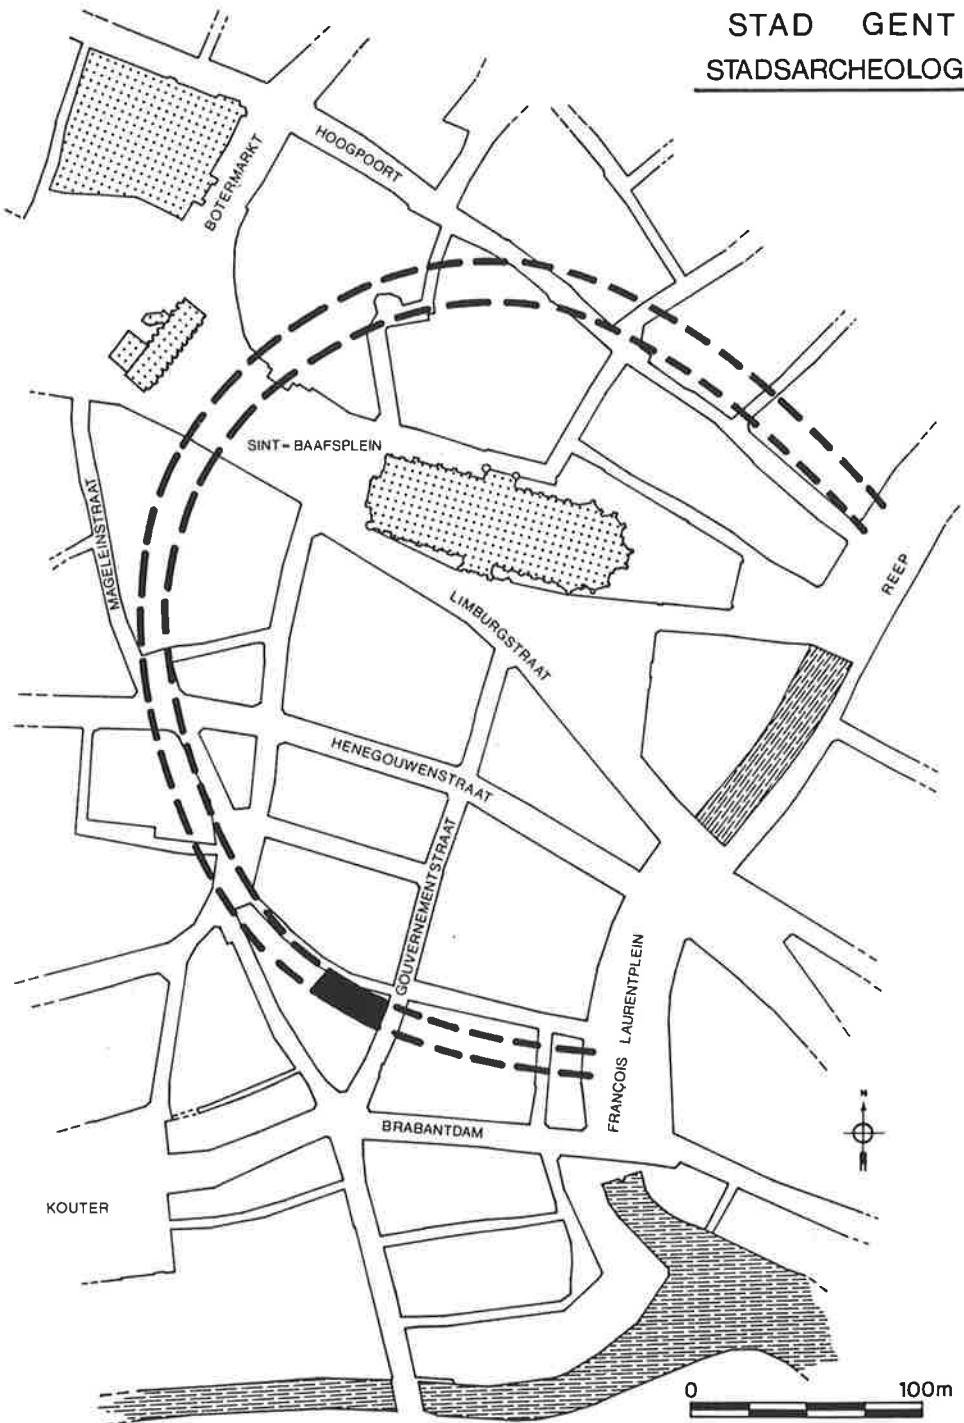 STAD GENT
STADSARCHEOLOG
HOOGPOORT
BOTERMARKT
SINT-BAAFSPLEIN
MAGELEINSTRAAT
REEP
LIMBURGSTRAAT
HENEGOUWENSTRAAT
GOUVERNEMENTSTRAAT
FRANÇOIS LAURENTPLEIN
N
BRABANTDAM
KOUTER
0 100m